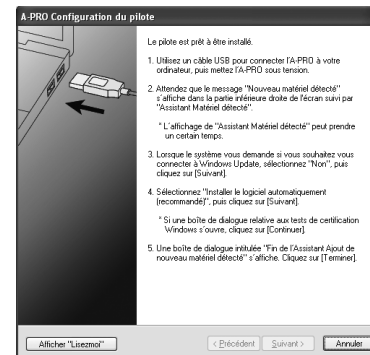 A-PRO Configuration du pilote
Le pilote est prêt à être installé.
1. Utilisez un câble USB pour connecter l'A-PRO à votre
ordinateur, puis mettez l'A-PRO sous tension.
2. Attendez que le message "Nouveau matériel détecté"
s'affiche dans la partie inférieure droite de l'écran suivi par
"Assistant Matériel détecté".
* L'affichage de "Assistant Matériel détecté" peut prendre
un certain temps.
3. Lorsque le système vous demande si vous souhaitez vous
connecter à Windows Update, sélectionnez "Non", puis
cliquez sur [Suivant].
4. Sélectionnez "Installer le logiciel automatiquement
(recommandé)", puis cliquez sur [Suivant].
* Si une boîte de dialogue relative aux tests de certification
Windows s'ouvre, cliquez sur [Continuer].
5. Une boîte de dialogue intitulée "Fin de l'Assistant Ajout de
nouveau matériel détecté" s'affiche. Cliquez sur [Terminer].
Afficher "Lisezmoi"
< Précédent
Suivant >
Annuler